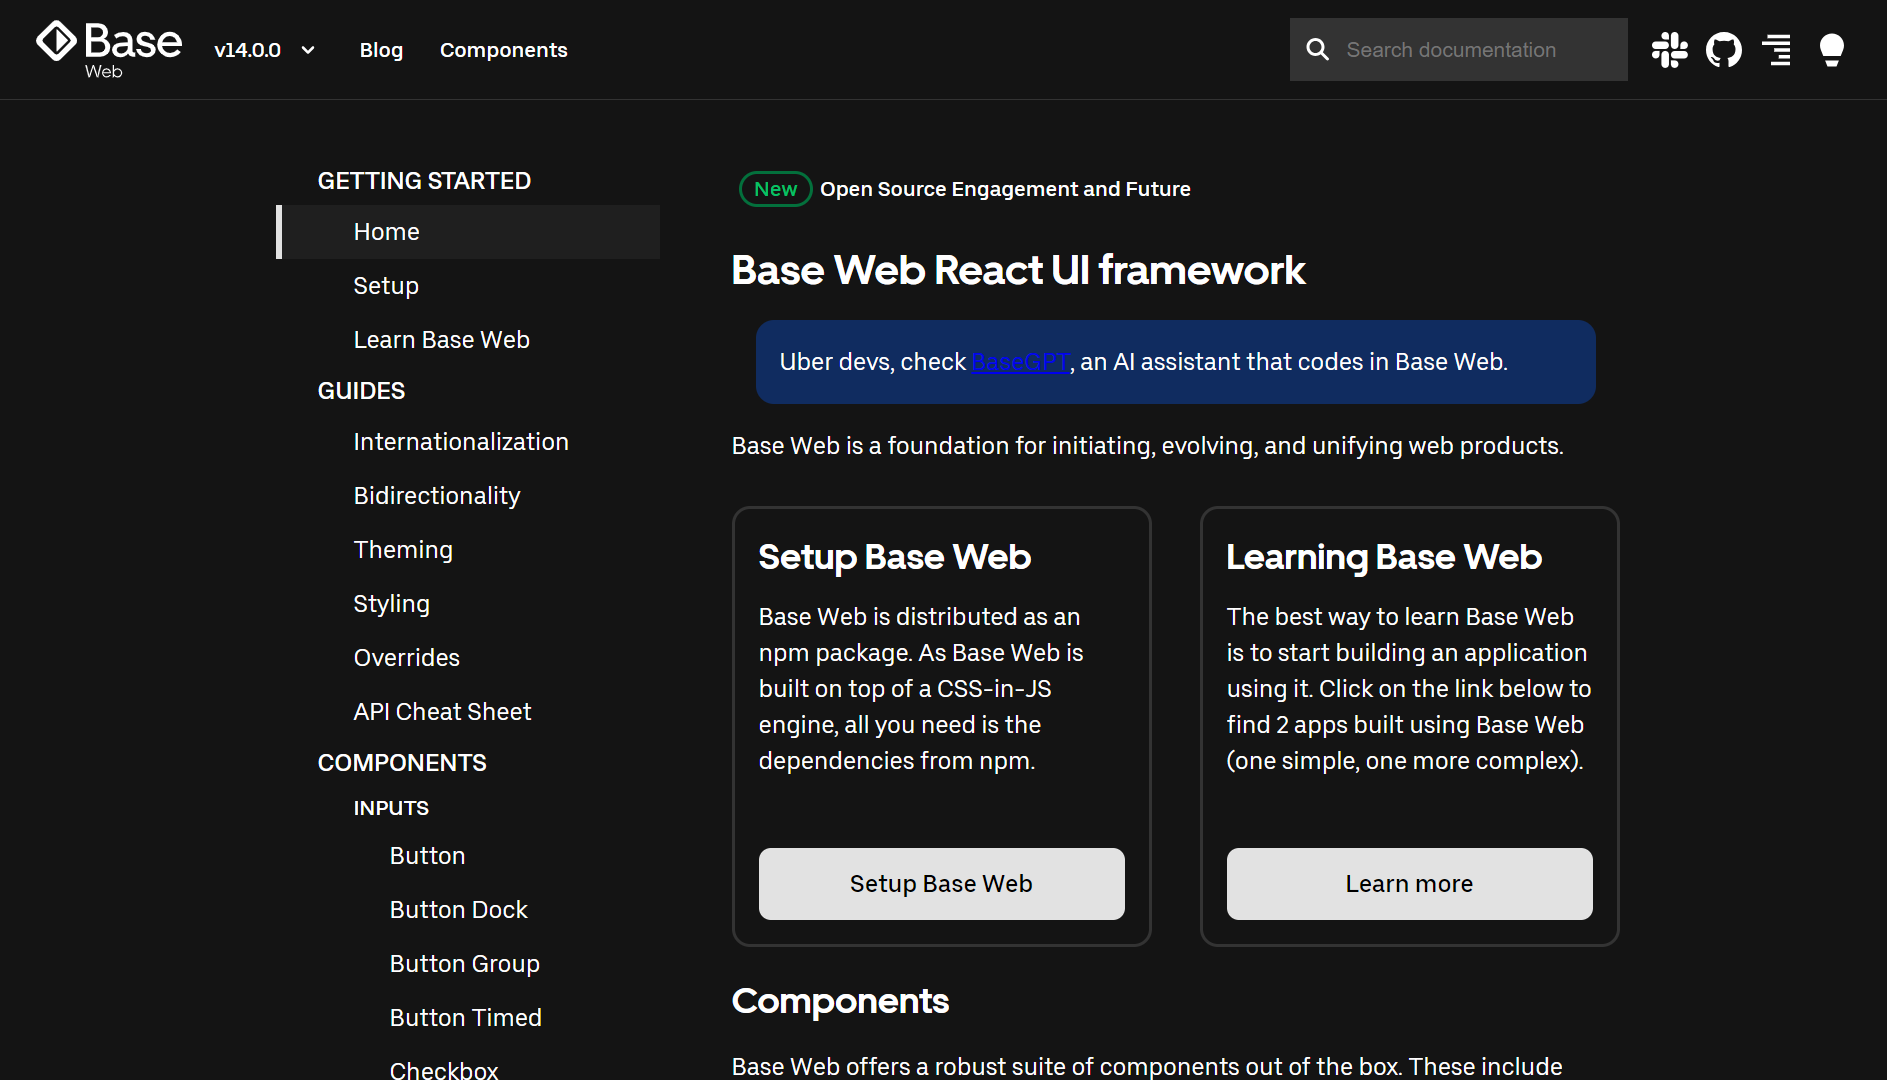 Base
Web
v14.0.0
Blog
Components
Search documentation
GETTING STARTED
Home
Setup
Learn Base Web
GUIDES
Internationalization
Bidirectionality
Theming
Styling
Overrides
API Cheat Sheet
COMPONENTS
INPUTS
Button
Button Dock
Button Group
Button Timed
Checkbox
New Open Source Engagement and Future
Base Web React UI framework
Uber devs, check BaseGPT, an AI assistant that codes in Base Web.
Base Web is a foundation for initiating, evolving, and unifying web products.
Setup Base Web
Base Web is distributed as an
npm package. As Base Web is
built on top of a CSS-in-JS
engine, all you need is the
dependencies from npm.
Setup Base Web
Learning Base Web
The best way to learn Base Web
is to start building an application
using it. Click on the link below to
find 2 apps built using Base Web
(one simple, one more complex).
Learn more
Components
Base Web offers a robust suite of components out of the box. These include